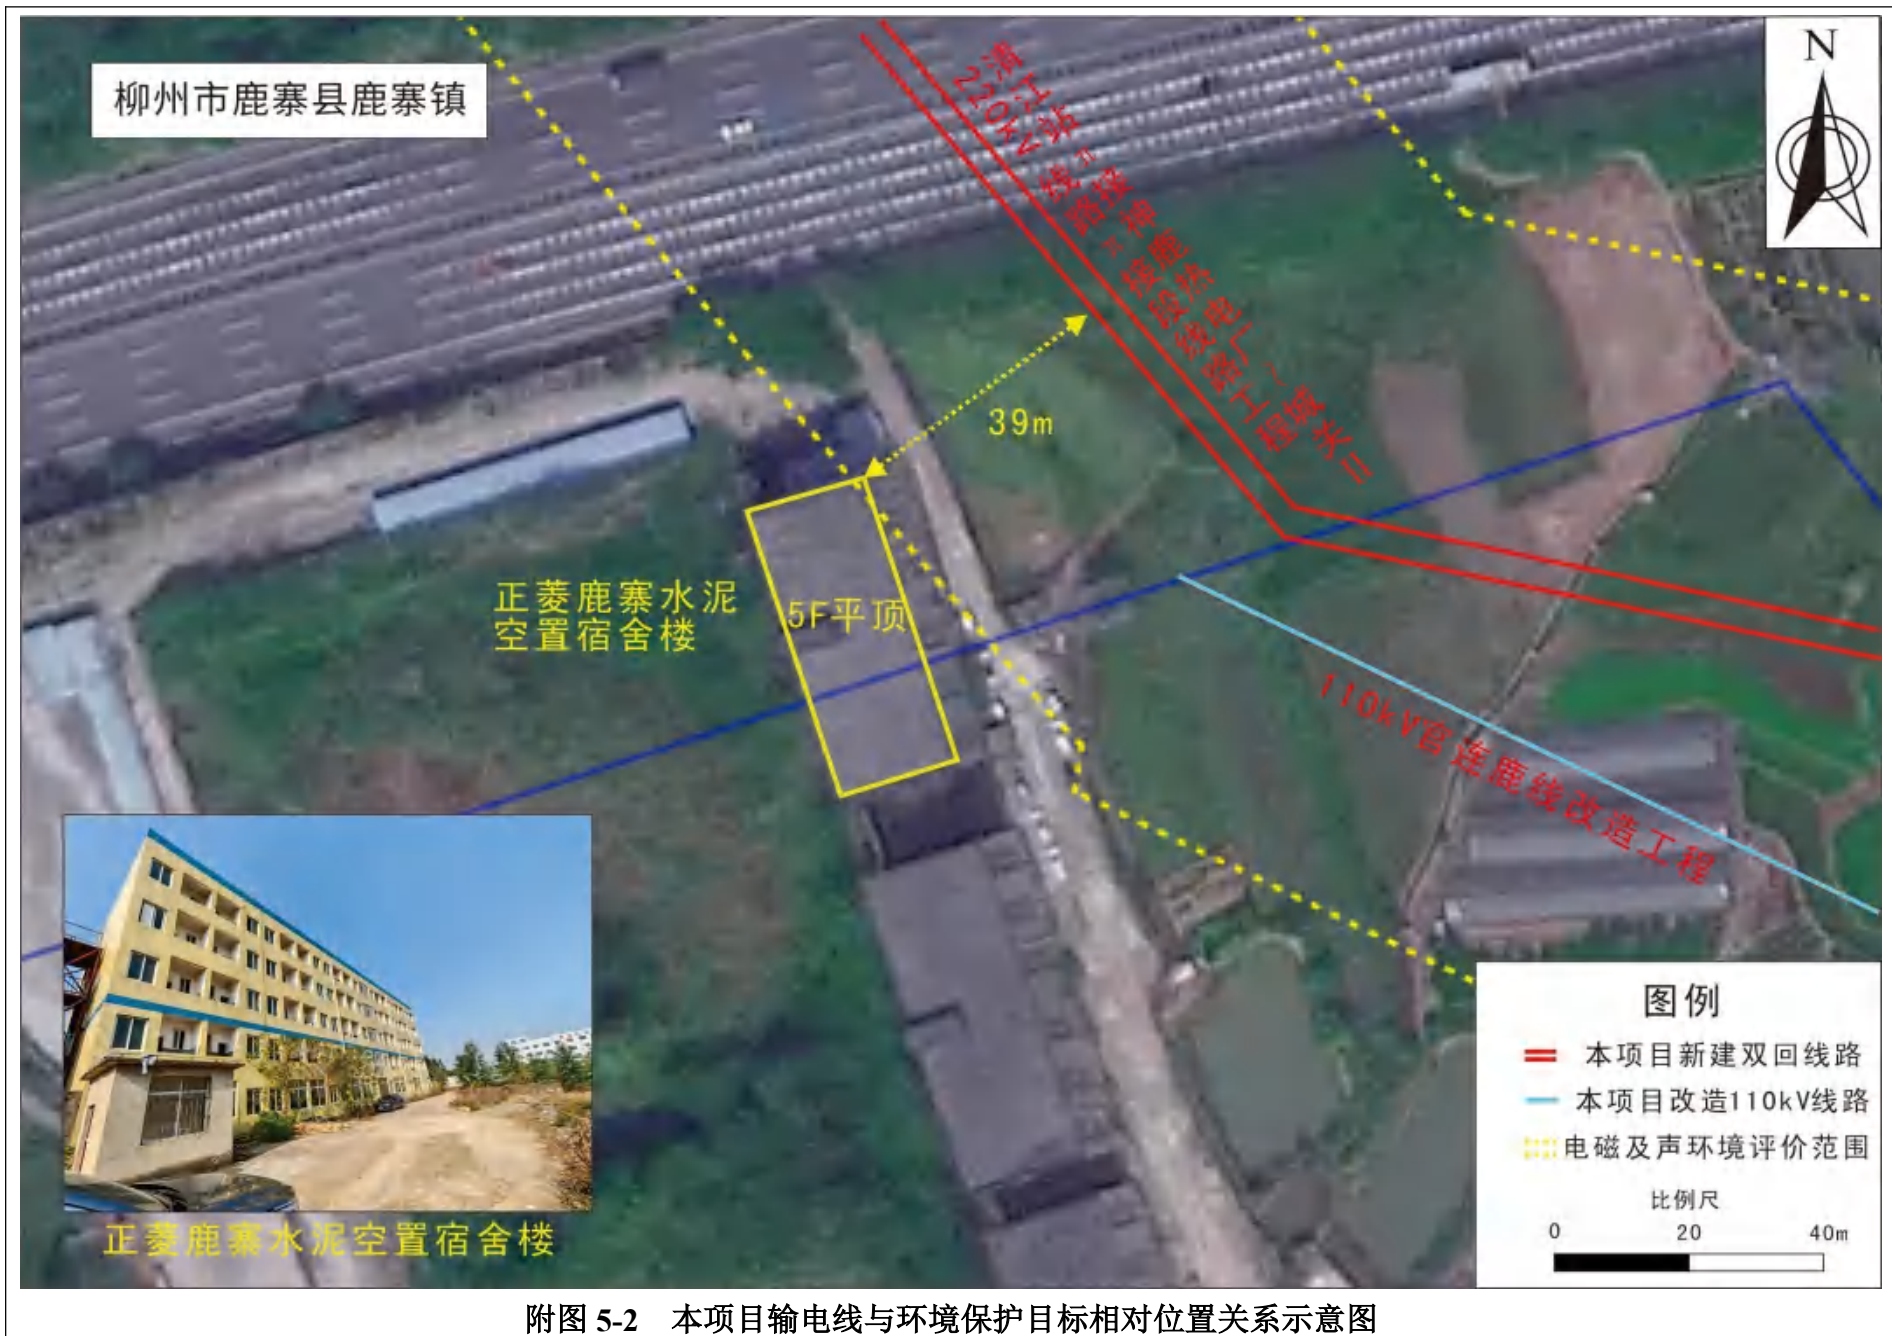 柳州市鹿寨县鹿寨镇
N
清江站π接神鹿热电厂~城关II
220kV线路π接段线路工程
39m
正菱鹿寨水泥
空置宿舍楼
5F平顶
110kV官连鹿线改造工程
正菱鹿寨水泥空置宿舍楼
图例
本项目新建双回线路
本项目改造110kV线路
电磁及声环境评价范围
比例尺
0 20 40m
附图 5-2 本项目输电线与环境保护目标相对位置关系示意图